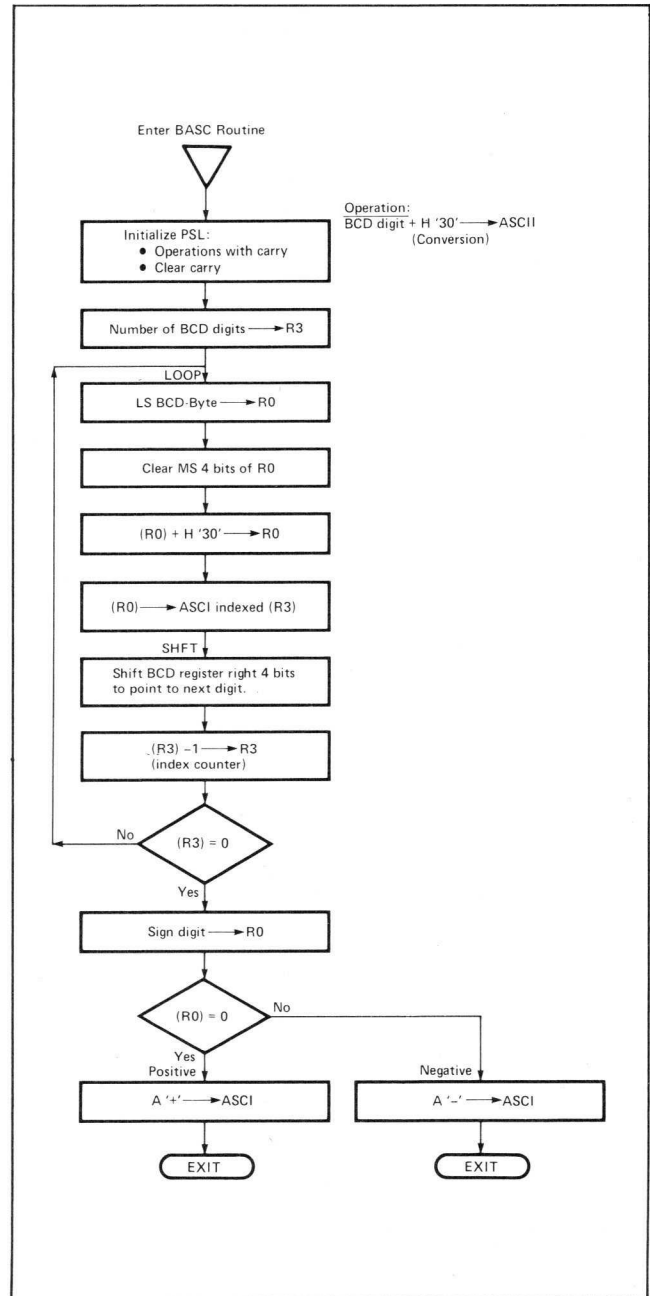 Enter BASC Routine
Operation:
BCD digit + H '30' → ASCII
(Conversion)
Initialize PSL:
• Operations with carry
• Clear carry
Number of BCD digits → R3
LOOP
LS BCD-Byte → R0
Clear MS 4 bits of R0
(R0) + H '30' → R0
(R0) → ASCI indexed (R3)
SHFT
Shift BCD register right 4 bits
to point to next digit.
(R3) -1 → R3
(index counter)
No
(R3) = 0
Yes
Sign digit → R0
(R0) = 0
No
Yes
Positive
Negative
A '+' → ASCI
A '-' → ASCI
EXIT
EXIT